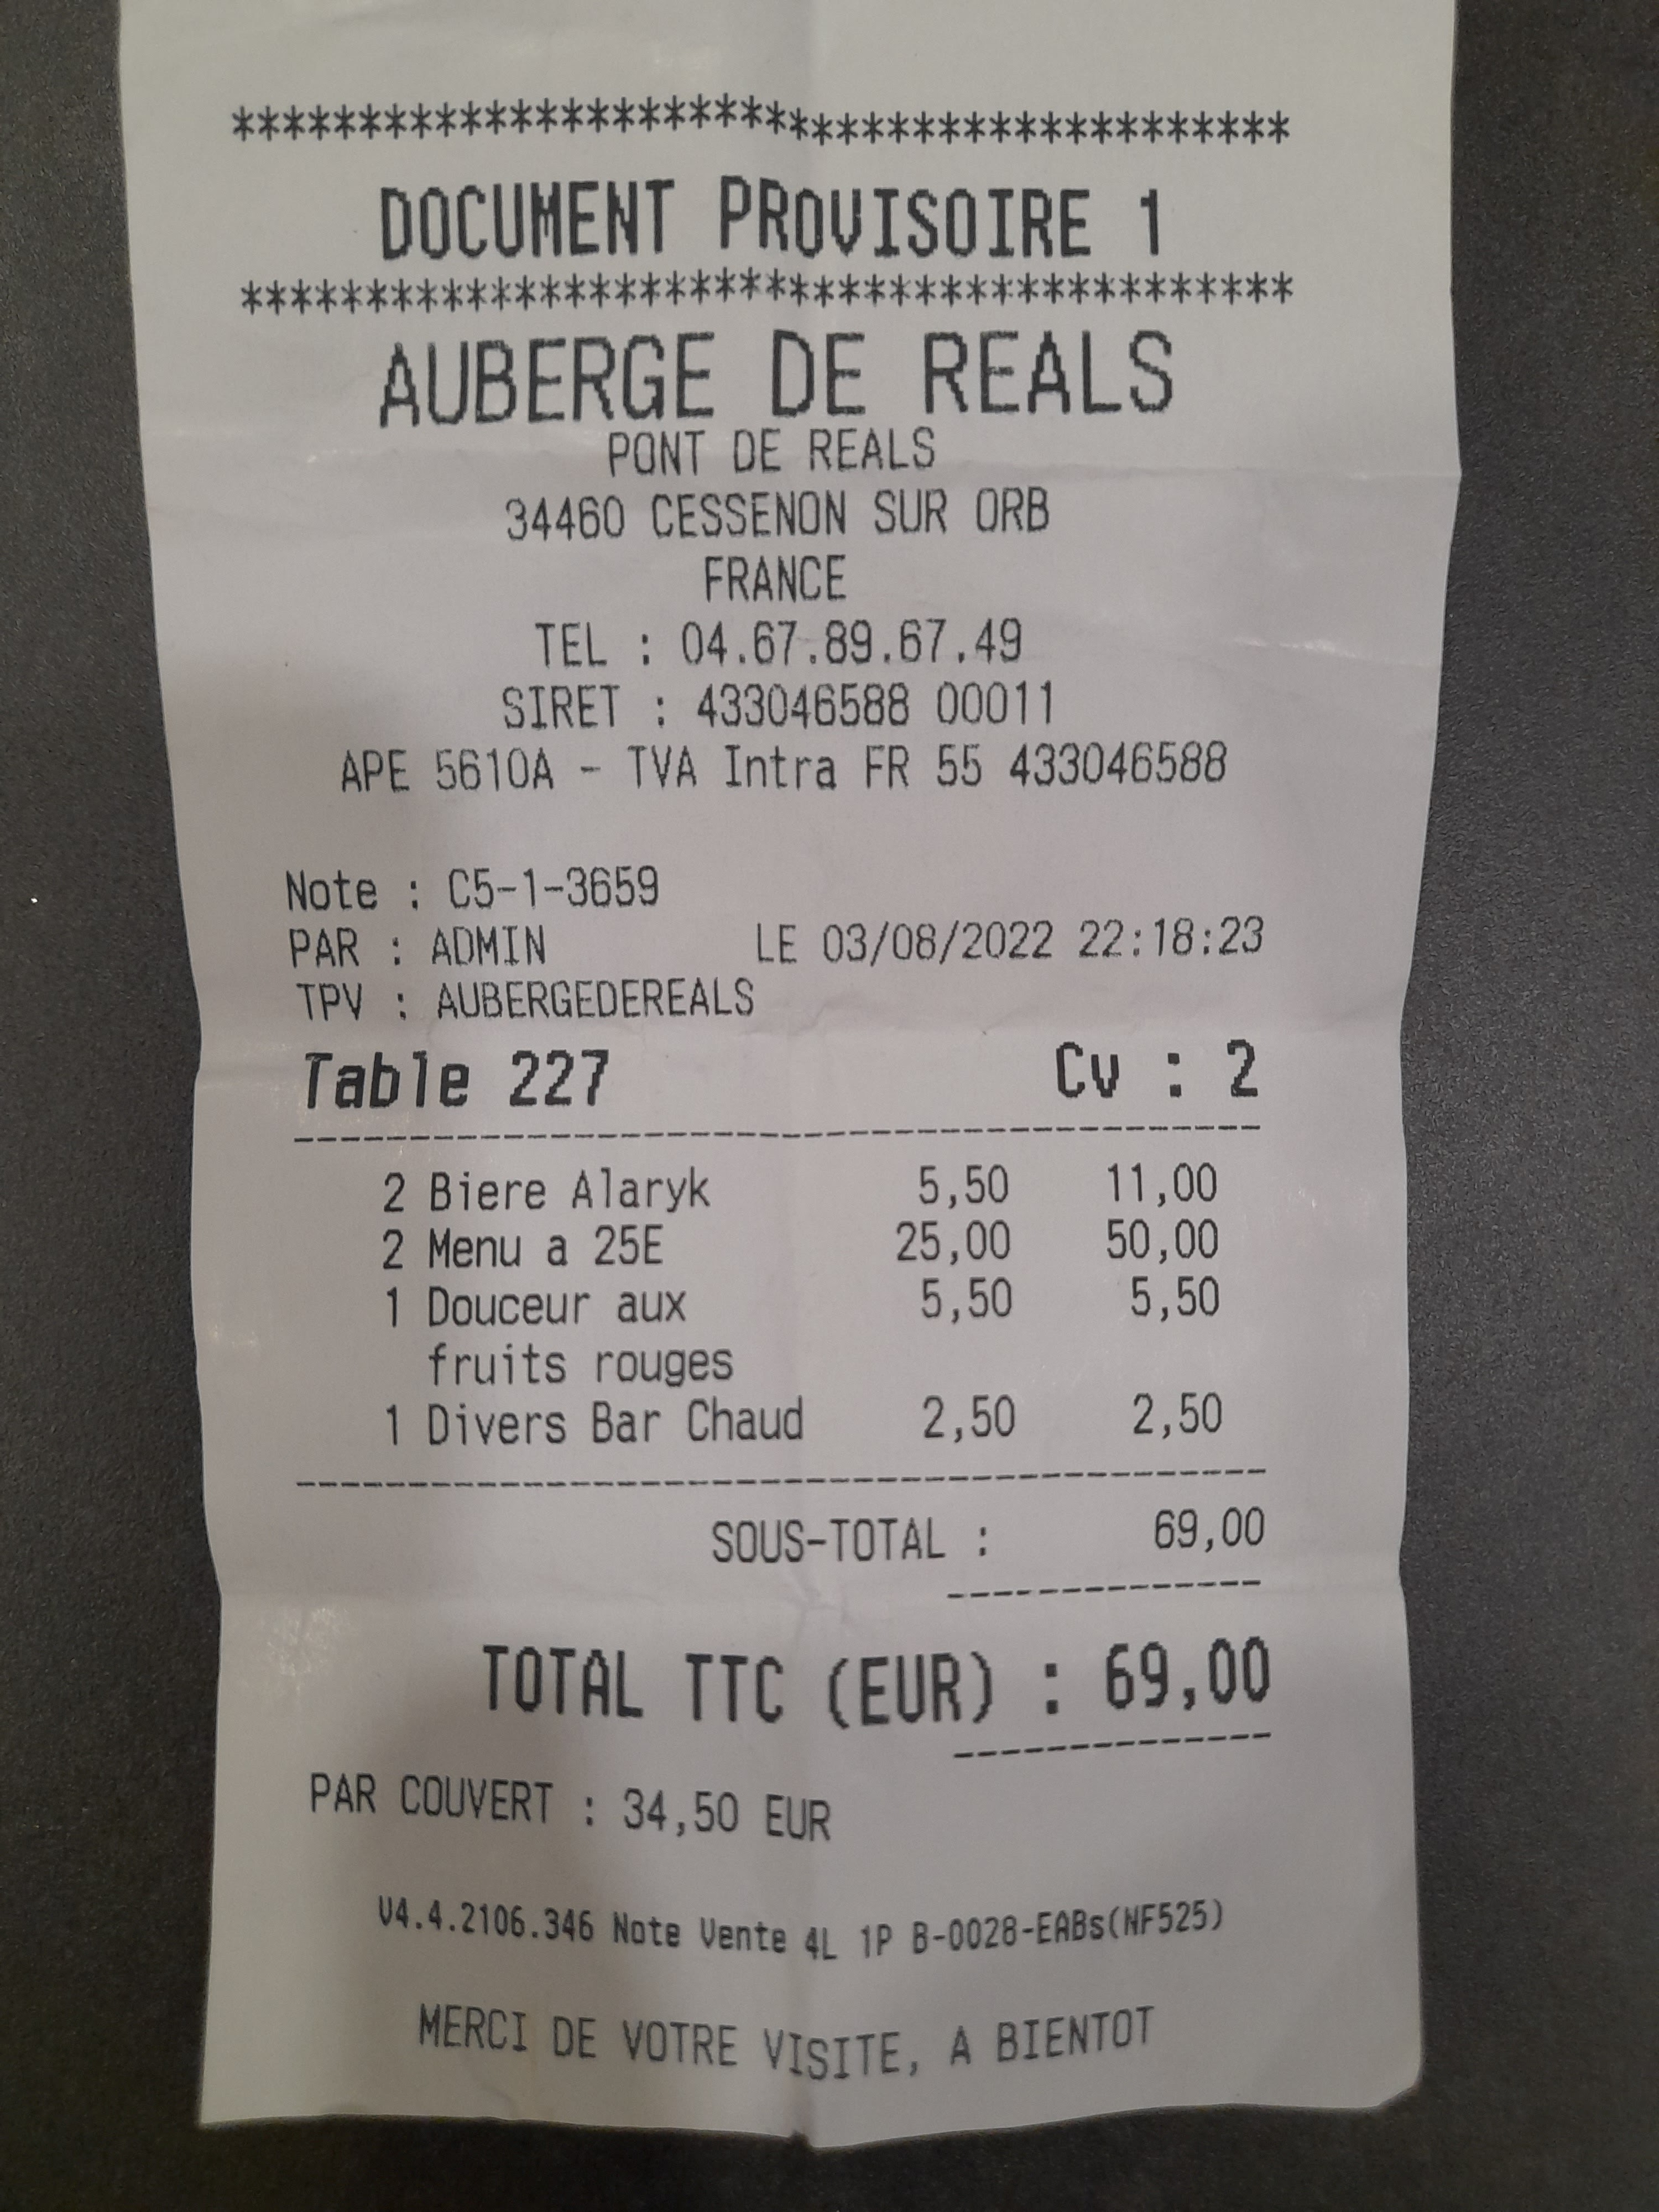 ******************************************
DOCUMENT PROVISOIRE 1
******************************************
AUBERGE DE REALS
PONT DE REALS
34460 CESSENON SUR ORB
FRANCE
TEL : 04.67.89.67.49
SIRET : 433046588 00011
APE 5610A - TVA Intra FR 55 433046588
Note : C5-1-3659
PAR : ADMIN LE 03/08/2022 22:18:23
TPV : AUBERGEDEREALS
Table 227 Cv : 2
2 Biere Alaryk 5,50 11,00
2 Menu a 25E 25,00 50,00
1 Douceur aux 5,50 5,50
fruits rouges
1 Divers Bar Chaud 2,50 2,50
SOUS-TOTAL : 69,00
TOTAL TTC (EUR) : 69,00
PAR COUVERT : 34,50 EUR
V4.4.2106.346 Note Vente 4L 1P B-0028-EABs(NF525)
MERCI DE VOTRE VISITE, A BIENTOT